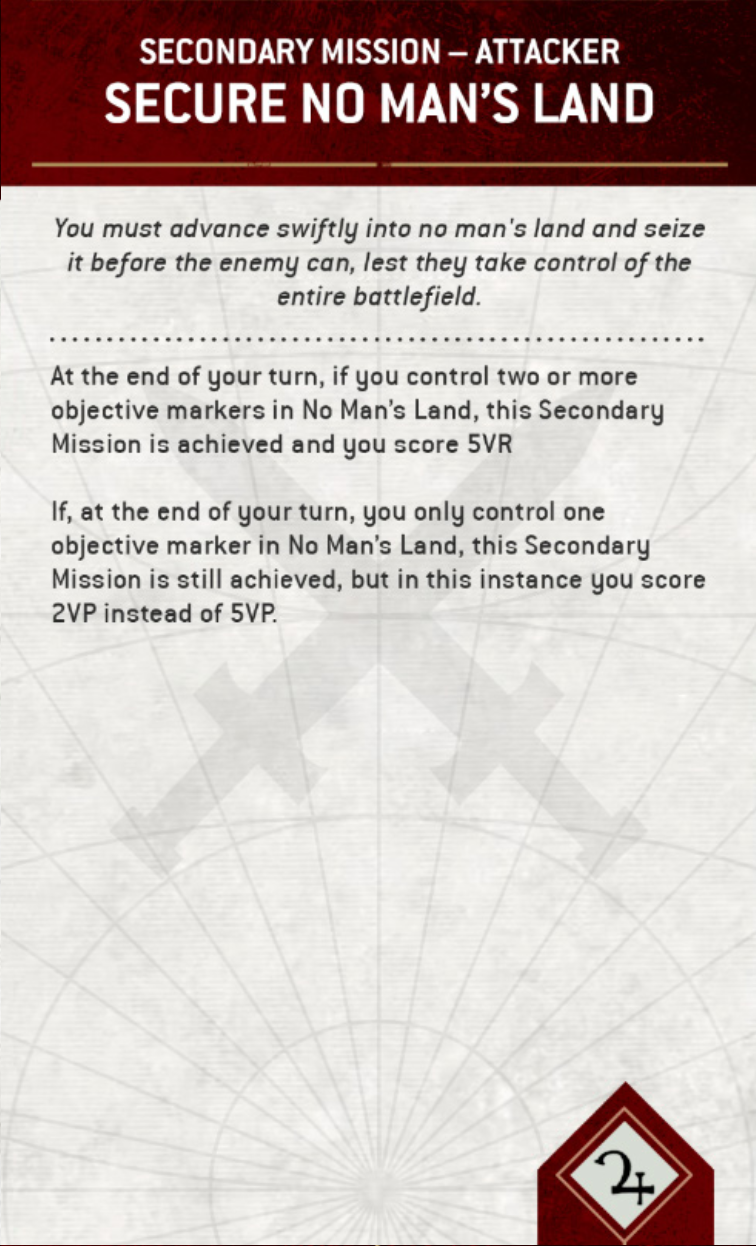 SECONDARY MISSION – ATTACKER
SECURE NO MAN'S LAND
You must advance swiftly into no man's land and seize
it before the enemy can, lest they take control of the
entire battlefield.
At the end of your turn, if you control two or more
objective markers in No Man's Land, this Secondary
Mission is achieved and you score 5VR
If, at the end of your turn, you only control one
objective marker in No Man's Land, this Secondary
Mission is still achieved, but in this instance you score
2VP instead of 5VP.